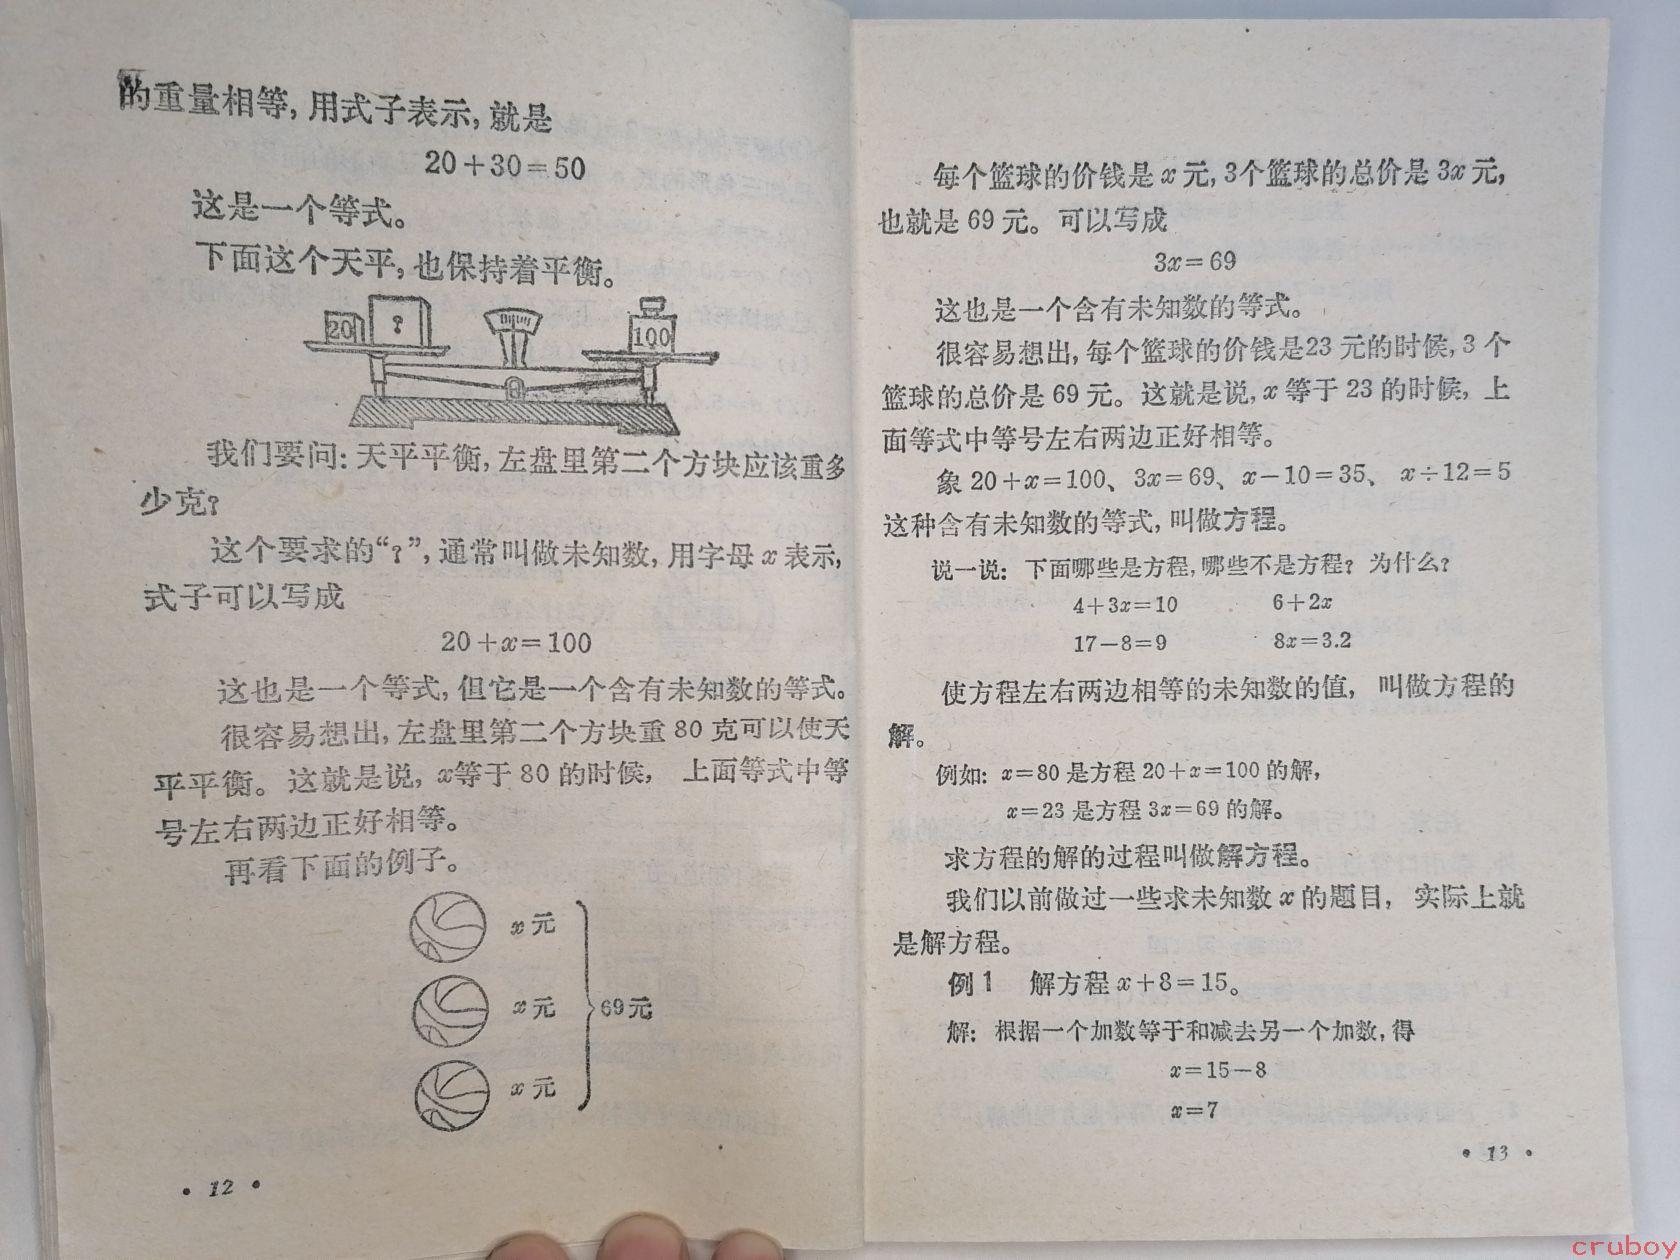 的重量相等,用式子表示,就是
20+30=50
这是一个等式。
下面这个天平,也保持着平衡。
20 ? 100
我们要问:天平平衡,左盘里第二个方块应该重多
少克?
这个要求的“?”,通常叫做未知数,用字母 x 表示,
式子可以写成
20+x=100
这也是一个等式,但它是一个含有未知数的等式。
很容易想出,左盘里第二个方块重 80 克可以使天
平平衡。这就是说, x等于 80 的时候, 上面等式中等
号左右两边正好相等。
再看下面的例子。
x 元
x 元
69元
x 元
• 12 •
每个篮球的价钱是 x 元,3个篮球的总价是 3x 元,
也就是 69 元。可以写成
3x=69
这也是一个含有未知数的等式。
很容易想出,每个篮球的价钱是23 元的时候,3 个
篮球的总价是 69 元。这就是说,x 等于 23 的时候, 上
面等式中等号左右两边正好相等。
象 20+x=100、3x=69、x−10=35、 x÷12=5
这种含有未知数的等式,叫做方程。
说一说: 下面哪些是方程,哪些不是方程? 为什么?
4+3x=10 6+2x
17−8=9 8x=3.2
使方程左右两边相等的未知数的值, 叫做方程的
解。
例如: x=80 是方程 20+x=100 的解,
x=23 是方程 3x=69 的解。
求方程的解的过程叫做解方程。
我们以前做过一些求未知数 x 的题目, 实际上就
是解方程。
例 1 解方程 x+8=15。
解: 根据一个加数等于和减去另一个加数,得
x=15−8
x=7
• 13 •
cruboy